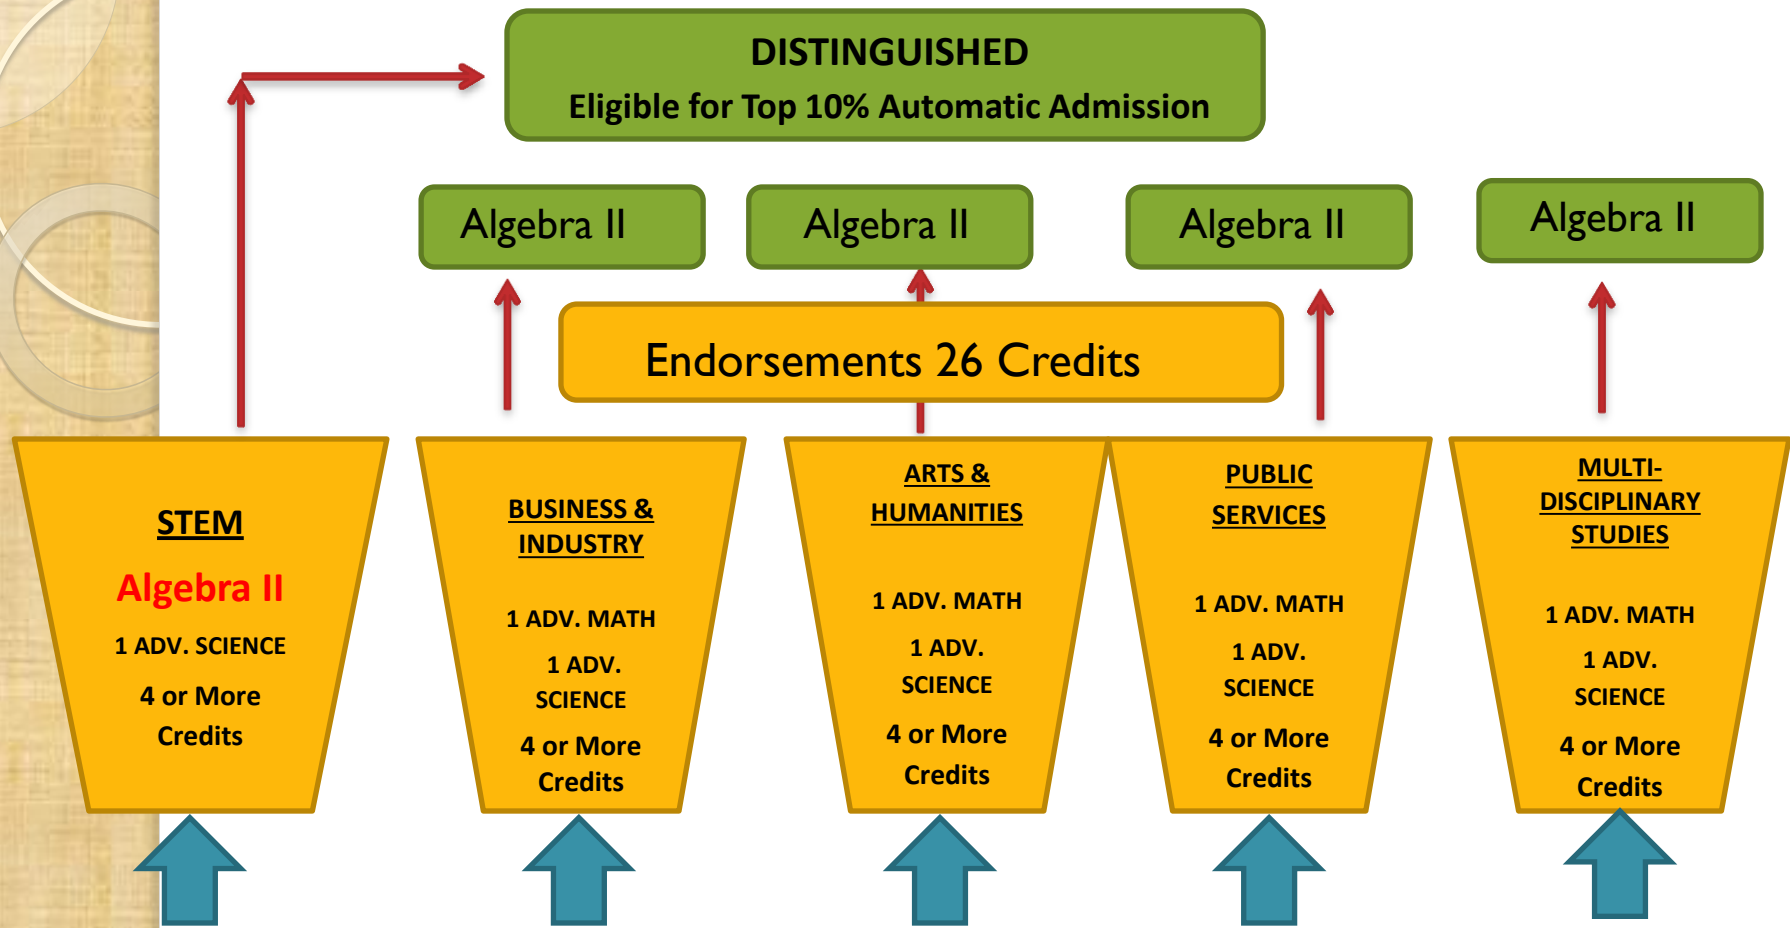 DISTINGUISHED
Eligible for Top 10% Automatic Admission
Algebra II
Algebra II
Algebra II
Algebra II
Endorsements 26 Credits
STEM
Algebra II
1 ADV. SCIENCE
4 or More
Credits
BUSINESS &
INDUSTRY
1 ADV. MATH
1 ADV.
SCIENCE
4 or More
Credits
ARTS &
HUMANITIES
1 ADV. MATH
1 ADV.
SCIENCE
4 or More
Credits
PUBLIC
SERVICES
1 ADV. MATH
1 ADV.
SCIENCE
4 or More
Credits
MULTI-
DISCIPLINARY
STUDIES
1 ADV. MATH
1 ADV.
SCIENCE
4 or More
Credits